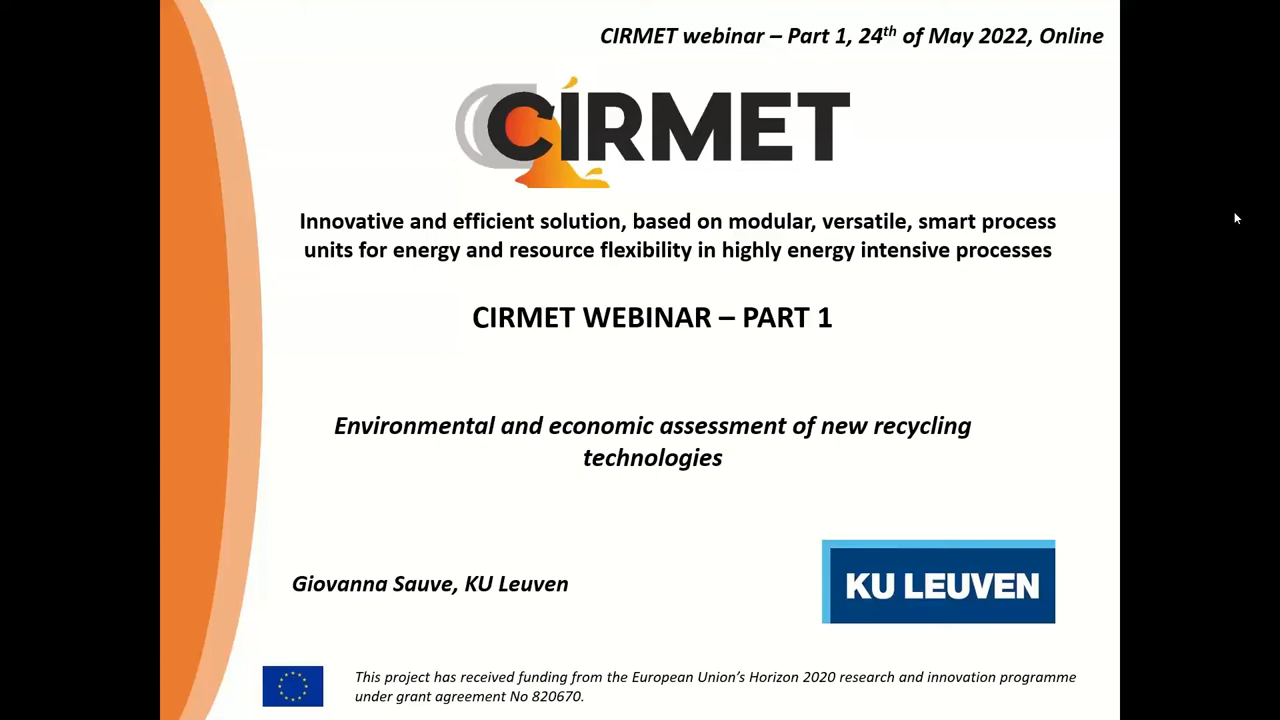 CIRMET webinar – Part 1, 24th of May 2022, Online
CIRMET
Innovative and efficient solution, based on modular, versatile, smart process
units for energy and resource flexibility in highly energy intensive processes
CIRMET WEBINAR – PART 1
Environmental and economic assessment of new recycling
technologies
Giovanna Sauve, KU Leuven
KU LEUVEN
This project has received funding from the European Union’s Horizon 2020 research and innovation programme
under grant agreement No 820670.